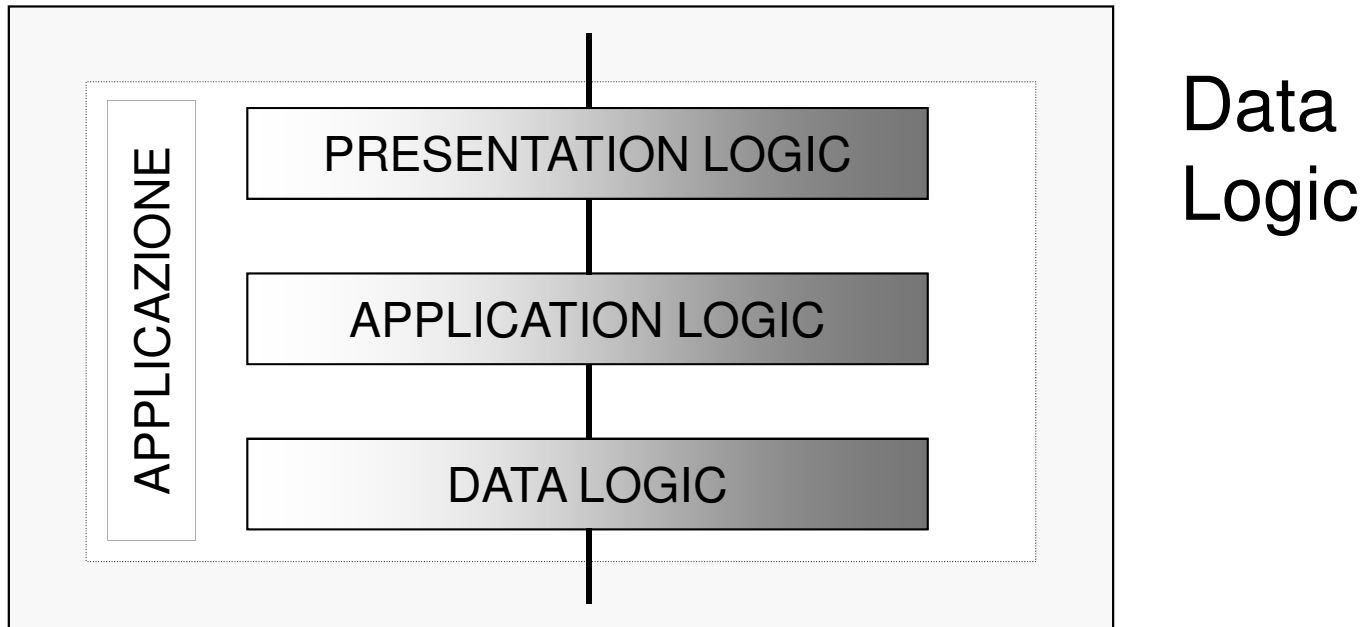 APPLICAZIONE
PRESENTATION LOGIC
APPLICATION LOGIC
DATA LOGIC
Data
Logic